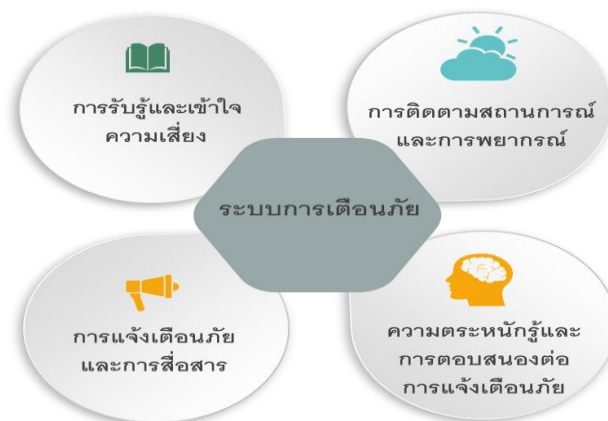 การรับรู้และเข้าใจ
ความเสี่ยง
การติดตามสถานการณ์
และการพยากรณ์
ระบบการเตือนภัย
การแจ้งเตือนภัย
และการสื่อสาร
ความตระหนักรู้และ
การตอบสนองต่อ
การแจ้งเตือนภัย